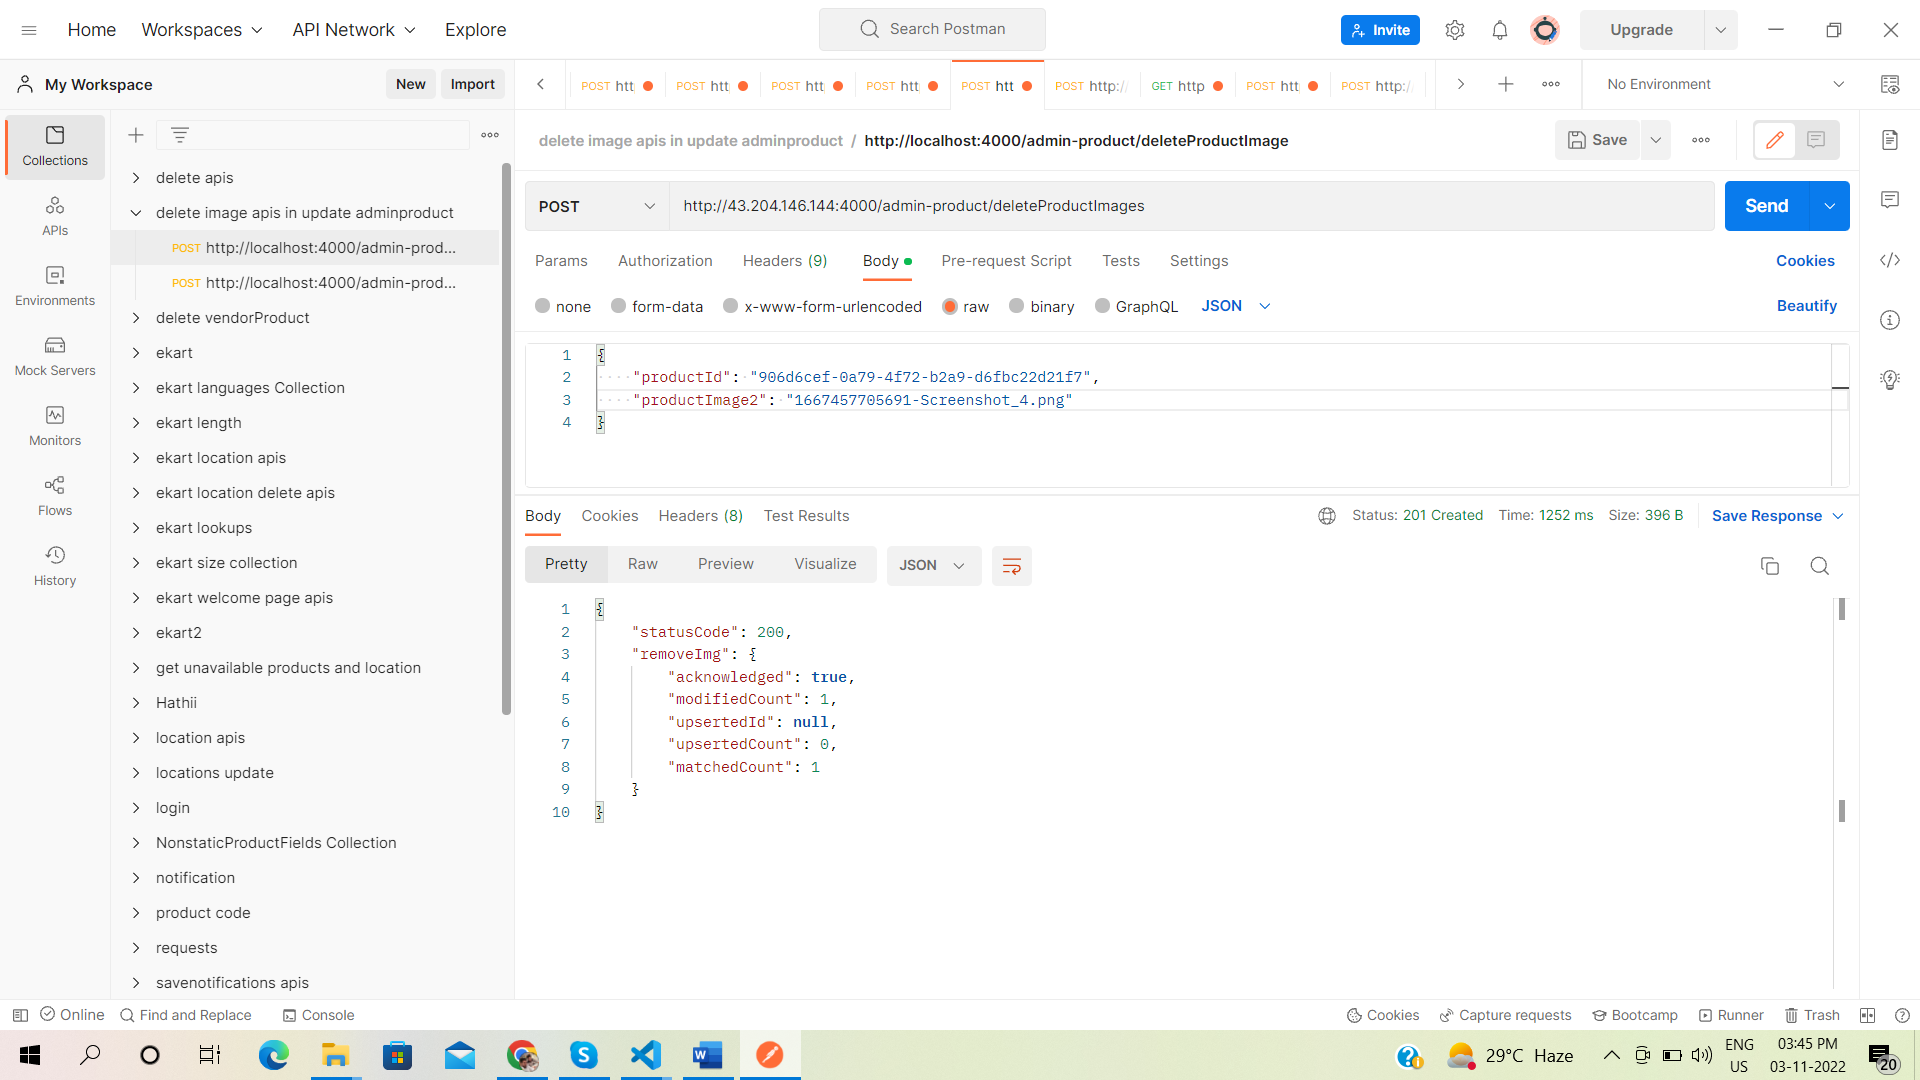 Home Workspaces API Network Explore Search Postman Invite Upgrade
My Workspace New Import
POST htt POST htt POST htt POST htt POST htt POST http:/ GET http POST htt POST http:/ No Environment
Collections
APIs
Environments
Mock Servers
Monitors
Flows
History
delete apis
delete image apis in update adminproduct
POST http://localhost:4000/admin-prod...
POST http://localhost:4000/admin-prod...
delete vendorProduct
ekart
ekart languages Collection
ekart length
ekart location apis
ekart location delete apis
ekart lookups
ekart size collection
ekart welcome page apis
ekart2
get unavailable products and location
Hathii
location apis
locations update
login
NonstaticProductFields Collection
notification
product code
requests
savenotifications apis
delete image apis in update adminproduct / http://localhost:4000/admin-product/deleteProductImage Save
POST http://43.204.146.144:4000/admin-product/deleteProductImages Send
Params Authorization Headers (9) Body Pre-request Script Tests Settings Cookies
none form-data x-www-form-urlencoded raw binary GraphQL JSON Beautify
1 {
2 "productId": "906d6cef-0a79-4f72-b2a9-d6fbc22d21f7",
3 "productImage2": "1667457705691-Screenshot_4.png"
4 }
Body Cookies Headers (8) Test Results Status: 201 Created Time: 1252 ms Size: 396 B Save Response
Pretty Raw Preview Visualize JSON
1 {
2 "statusCode": 200,
3 "removeImg": {
4 "acknowledged": true,
5 "modifiedCount": 1,
6 "upsertedId": null,
7 "upsertedCount": 0,
8 "matchedCount": 1
9 }
10 }
Online Find and Replace Console Cookies Capture requests Bootcamp Runner Trash
29°C Haze ENG US 03:45 PM 03-11-2022 20